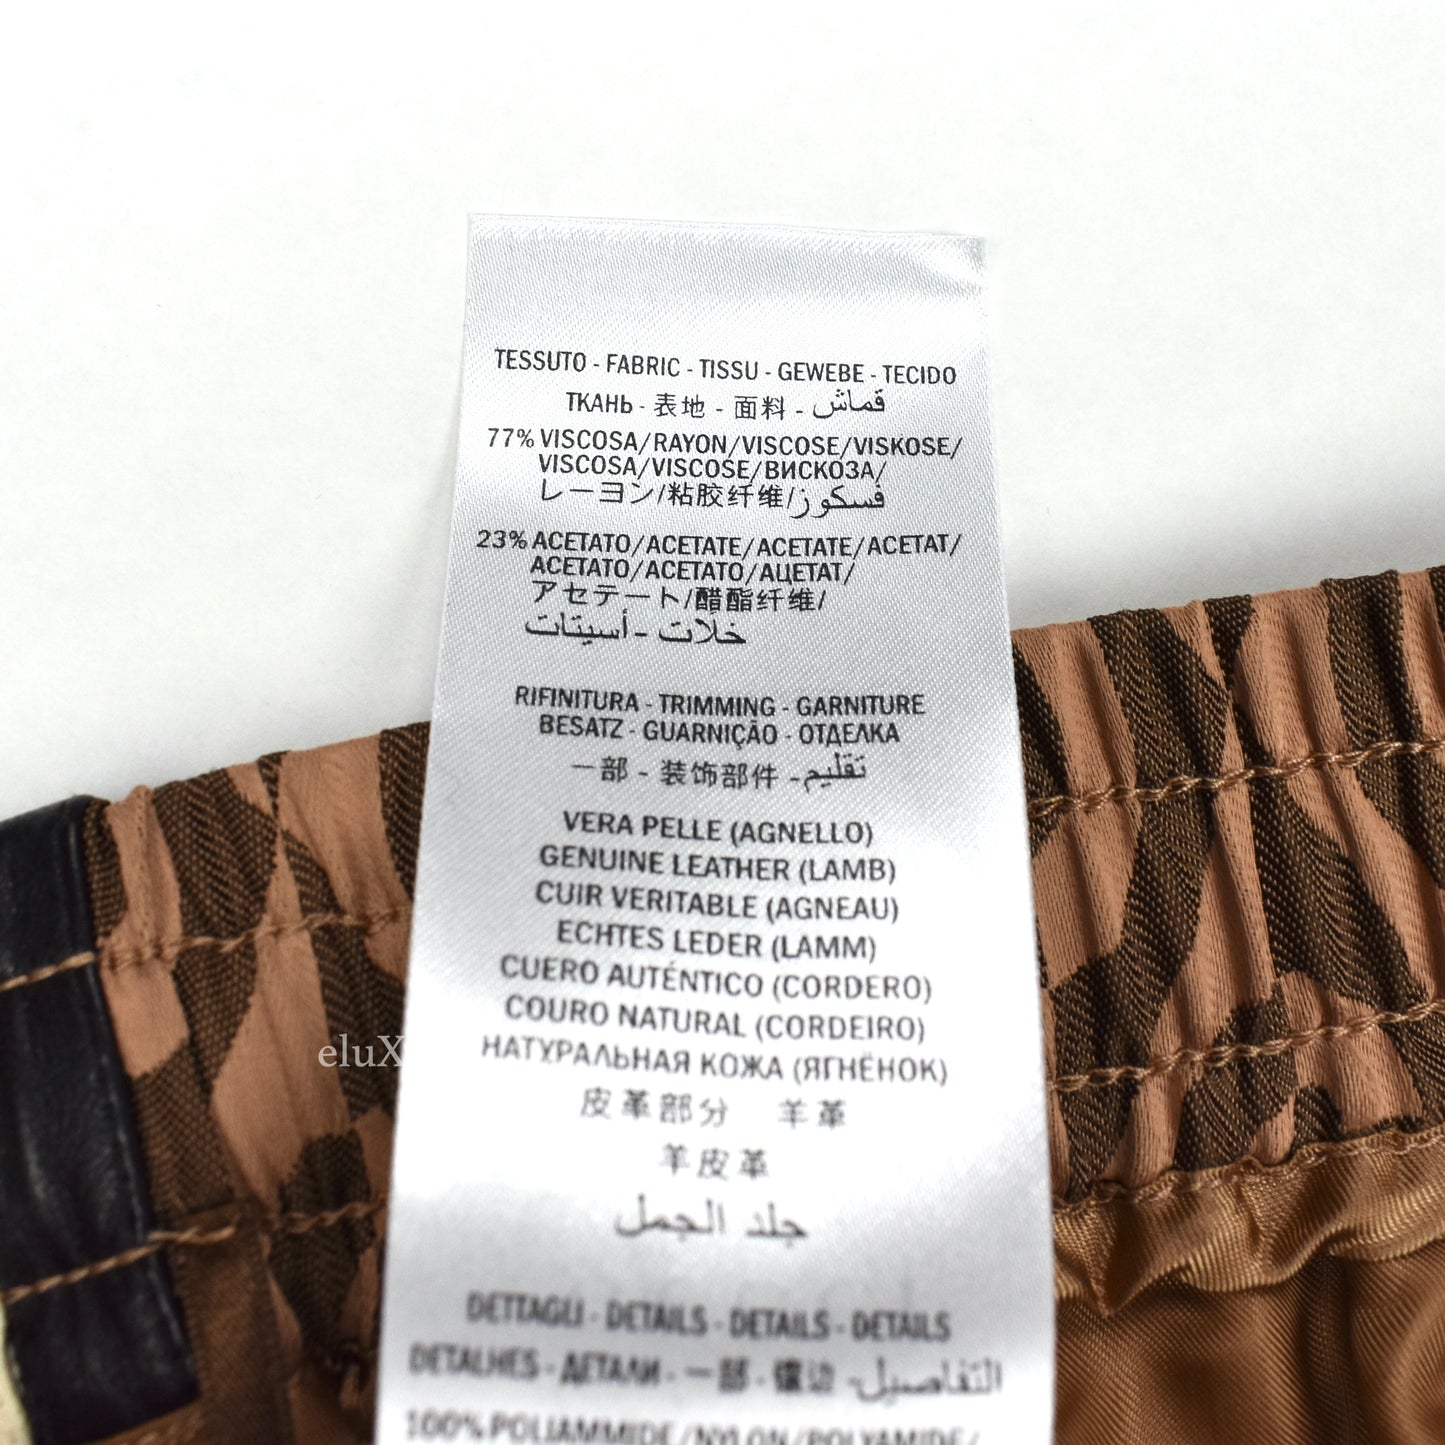 TESSUTO - FABRIC - TISSU - GEWEBE - TECIDO
ТКАНЬ - 表地 - 面料 - قماش
77% VISCOSA/RAYON/VISCOSE/VISKOSE/
VISCOSA/VISCOSE/ВИСКОЗА/
レーヨン/粘胶纤维/فسكوز
23% ACETATO/ACETATE/ACETATE/ACETAT/
ACETATO/ACETATO/АЦЕТАТ/
アセテート/醋酯纤维/
خلات - أسيتات
RIFINITURA - TRIMMING - GARNITURE
BESATZ - GUARNIÇÃO - ОТДЕЛКА
一部 - 装饰部件 - تقليم
VERA PELLE (AGNELLO)
GENUINE LEATHER (LAMB)
CUIR VERITABLE (AGNEAU)
ECHTES LEDER (LAMM)
CUERO AUTÉNTICO (CORDERO)
COURO NATURAL (CORDEIRO)
НАТУРАЛЬНАЯ КОЖА (ЯГНЁНОК)
皮革部分 羊革
羊皮革
جلد الجمل
DETTAGLI - DETAILS - DETAILS - DETAILS
DETALHES - ДЕТАЛИ - 一部 - 镶边 - التفاصيل
100% POLIAMMIDE/NYLON/POLYAMIDE/
eluX